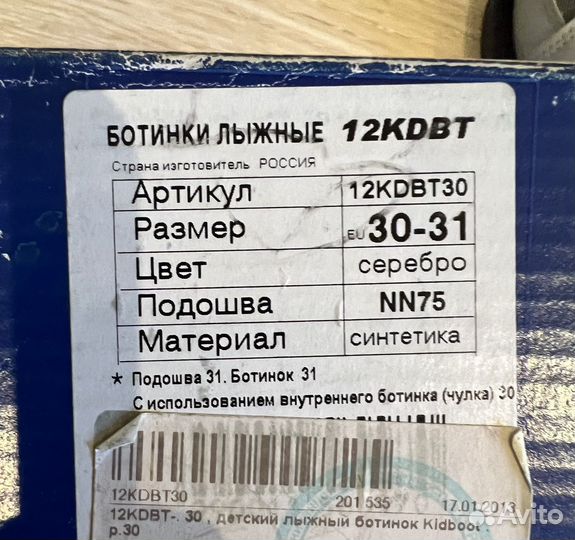 БОТИНКИ ЛЫЖНЫЕ 12KDBT
Страна изготовитель РОССИЯ
Артикул 12KDBT30
Размер EU 30-31
Цвет серебро
Подошва NN75
Материал синтетика
* Подошва 31. Ботинок 31
С использованием внутреннего ботинка (чулка) 30
12KDBT30 201 535 17.01.2013
12KDBT-. 30 , детский лыжный ботинок Kidboot .
р.30
Avito